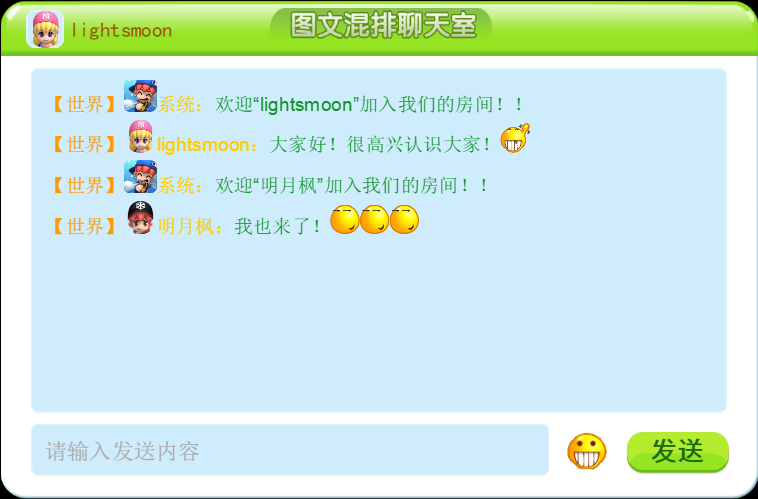 lightsmoon
图文混排聊天室
【世界】系统：欢迎“lightsmoon”加入我们的房间！！
【世界】lightsmoon：大家好！很高兴认识大家！
【世界】系统：欢迎“明月枫”加入我们的房间！！
【世界】明月枫：我也来了！
请输入发送内容
发送